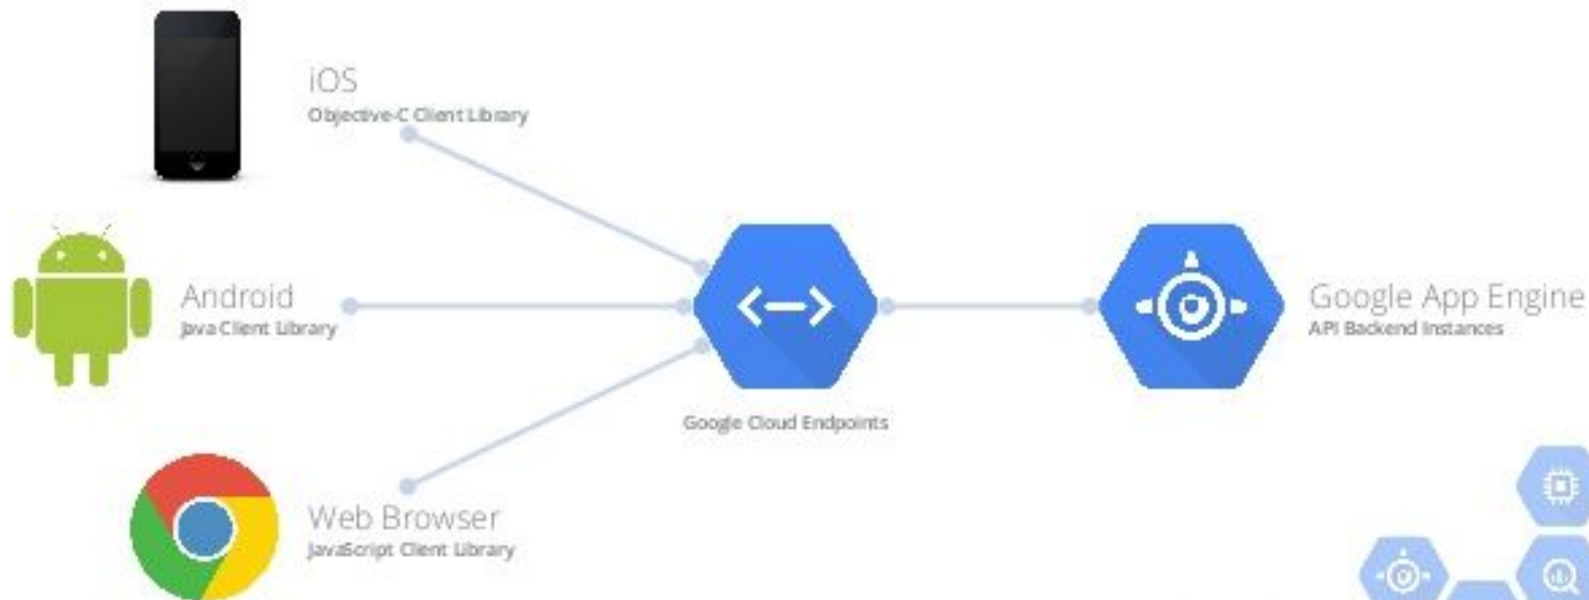 iOS
Objective-C Client Library
Android
Java Client Library
Google App Engine
API Backend Instances
Google Cloud Endpoints
Web Browser
JavaScript Client Library